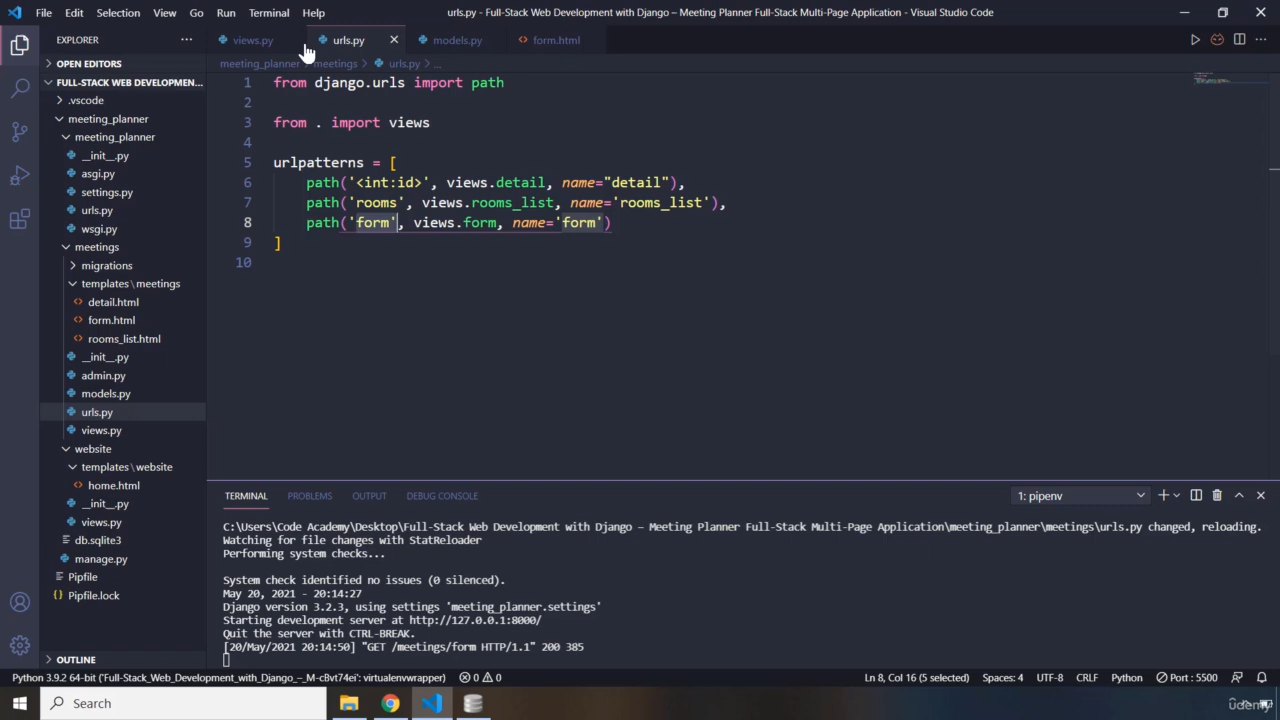 File Edit Selection View Go Run Terminal Help
urls.py - Full-Stack Web Development with Django – Meeting Planner Full-Stack Multi-Page Application - Visual Studio Code
EXPLORER
views.py urls.py models.py form.html
OPEN EDITORS
meeting_planner > meetings > urls.py > ...
FULL-STACK WEB DEVELOPMEN...
.vscode
meeting_planner
meeting_planner
__init__.py
asgi.py
settings.py
urls.py
wsgi.py
meetings
migrations
templates\meetings
detail.html
form.html
rooms_list.html
__init__.py
admin.py
models.py
urls.py
views.py
website
templates\website
home.html
__init__.py
views.py
db.sqlite3
manage.py
Pipfile
Pipfile.lock
OUTLINE
1 from django.urls import path
2
3 from . import views
4
5 urlpatterns = [
6 path('<int:id>', views.detail, name="detail"),
7 path('rooms', views.rooms_list, name='rooms_list'),
8 path('form', views.form, name='form')
9 ]
10
TERMINAL PROBLEMS OUTPUT DEBUG CONSOLE
1: pipenv
C:\Users\Code Academy\Desktop\Full-Stack Web Development with Django – Meeting Planner Full-Stack Multi-Page Application\meeting_planner\meetings\urls.py changed, reloading.
Watching for file changes with StatReloader
Performing system checks...
System check identified no issues (0 silenced).
May 20, 2021 - 20:14:27
Django version 3.2.3, using settings 'meeting_planner.settings'
Starting development server at http://127.0.0.1:8000/
Quit the server with CTRL-BREAK.
[20/May/2021 20:14:50] "GET /meetings/form HTTP/1.1" 200 385
Python 3.9.2 64-bit ('Full-Stack_Web_Development_with_Django_-_M-cBvt74ei': virtualenvwrapper) 0 0
Ln 8, Col 16 (5 selected) Spaces: 4 UTF-8 CRLF Python Port : 5500
Search
Udemy